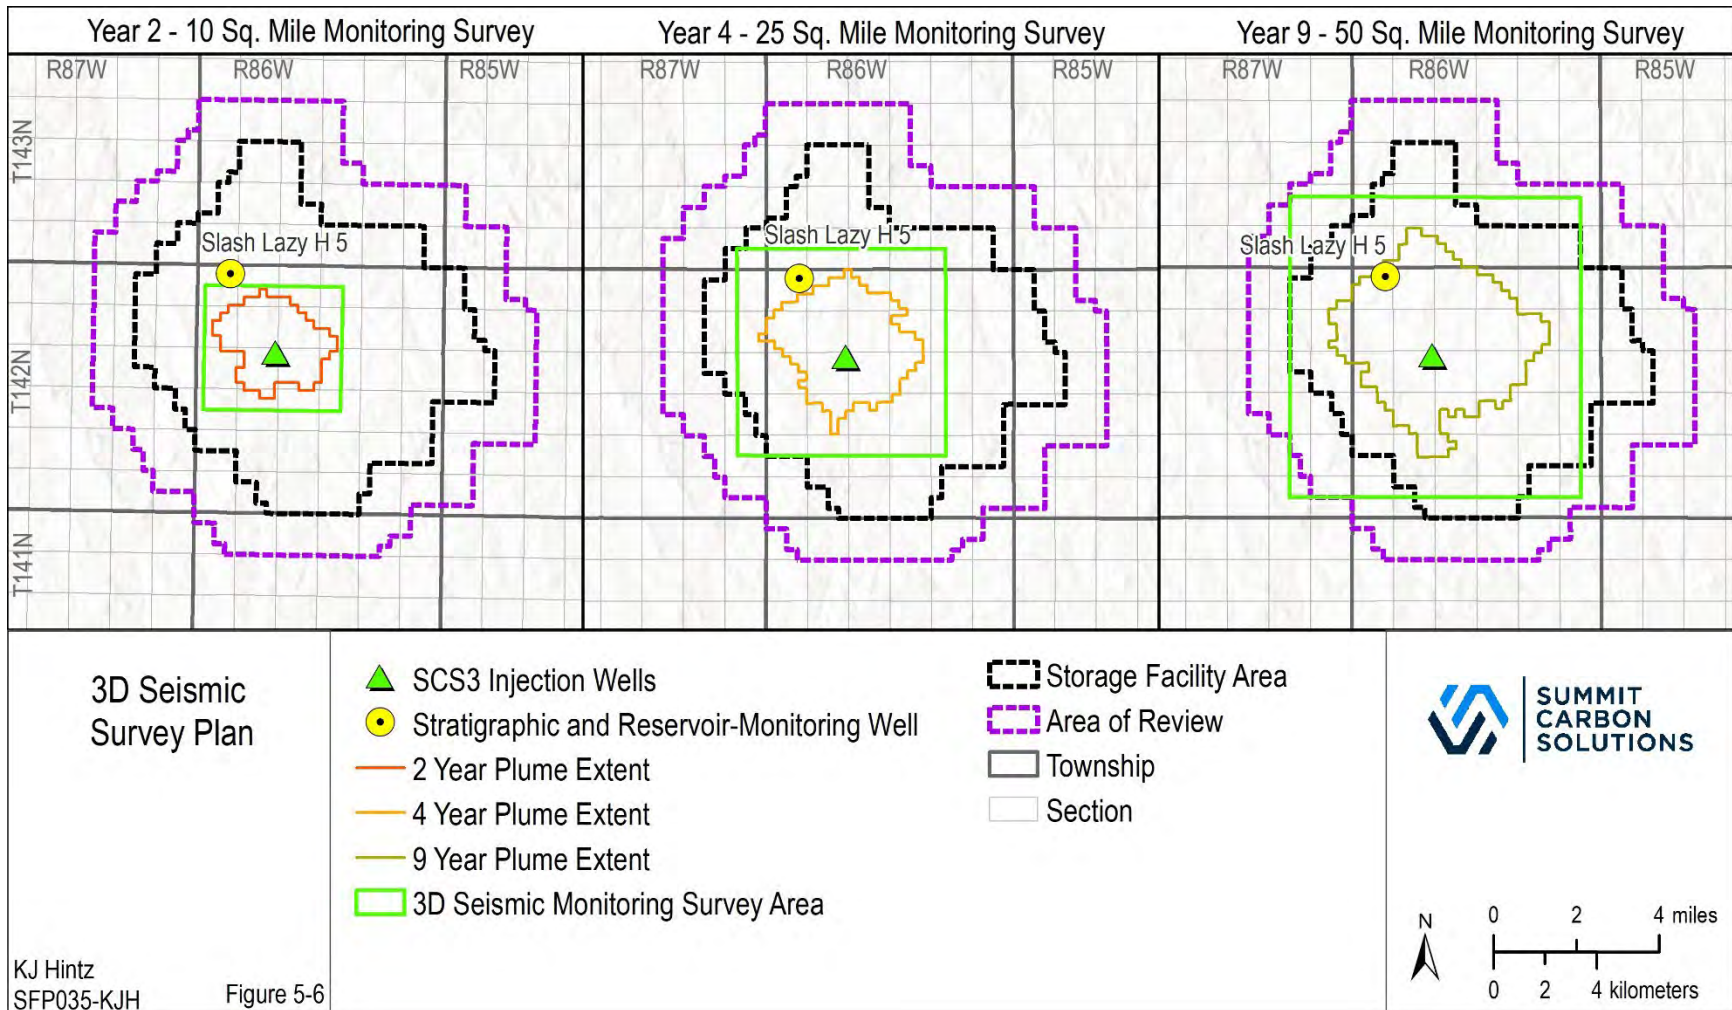 Year 2 - 10 Sq. Mile Monitoring Survey
Year 4 - 25 Sq. Mile Monitoring Survey
Year 9 - 50 Sq. Mile Monitoring Survey
R87W
R86W
R85W
R87W
R86W
R85W
R87W
R86W
R85W
T143N
T142N
T141N
Slash Lazy H 5
Slash Lazy H 5
Slash Lazy H 5
3D Seismic
Survey Plan
KJ Hintz
SFP035-KJH
Figure 5-6
SCS3 Injection Wells
Stratigraphic and Reservoir-Monitoring Well
2 Year Plume Extent
4 Year Plume Extent
9 Year Plume Extent
3D Seismic Monitoring Survey Area
Storage Facility Area
Area of Review
Township
Section
SUMMIT
CARBON
SOLUTIONS
N
0 2 4 miles
0 2 4 kilometers